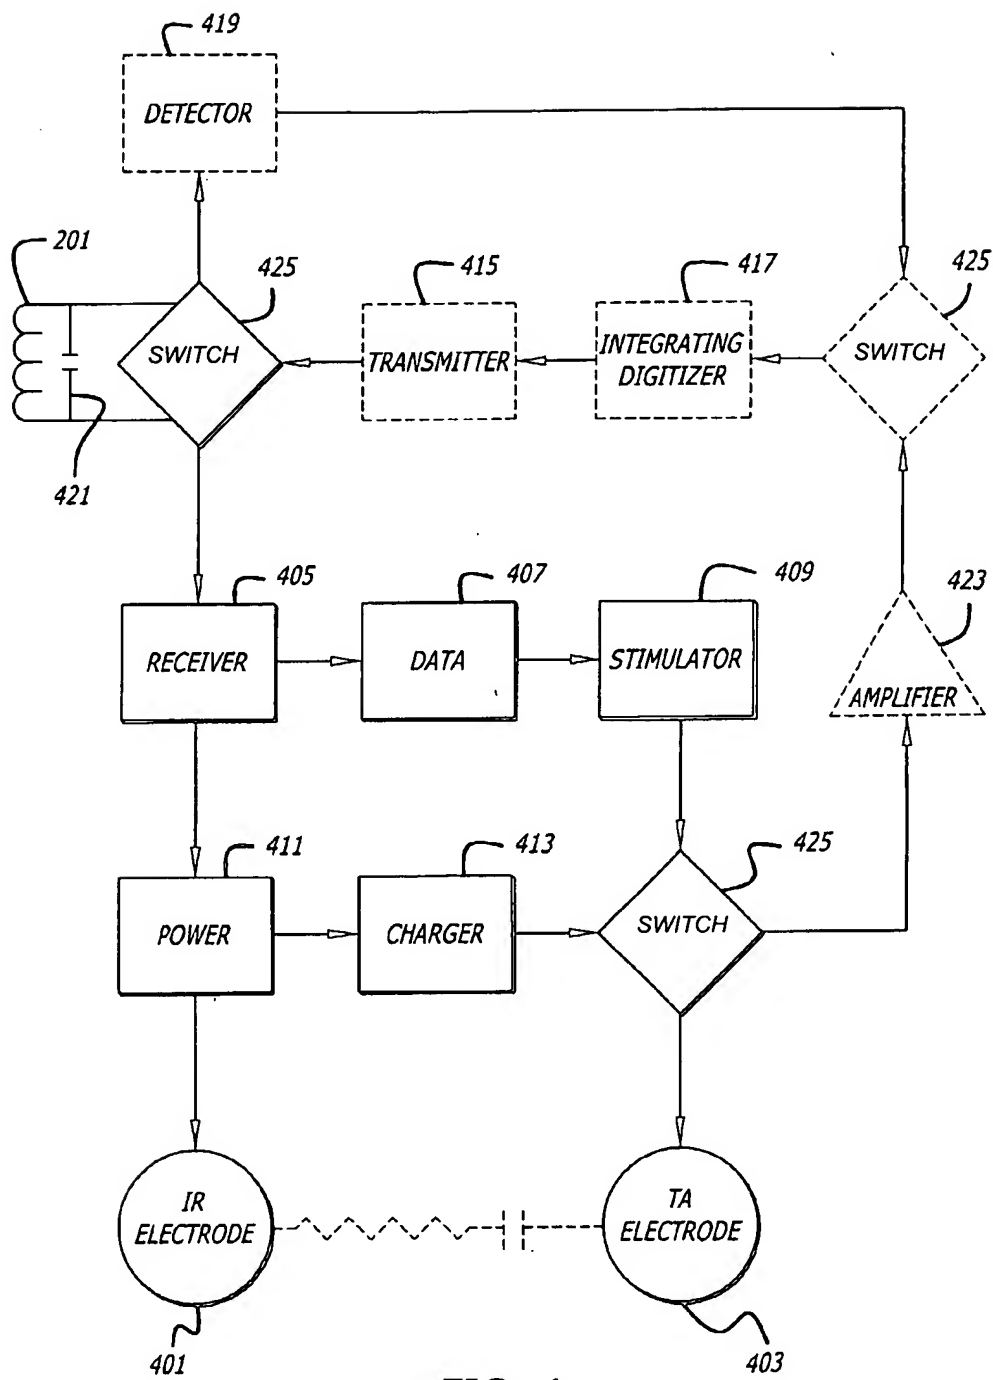 419
DETECTOR
201
425
415
417
425
SWITCH
TRANSMITTER
INTEGRATING
DIGITIZER
SWITCH
421
405
407
409
423
RECEIVER
DATA
STIMULATOR
AMPLIFIER
411
413
425
POWER
CHARGER
SWITCH
IR
ELECTRODE
TA
ELECTRODE
401
403